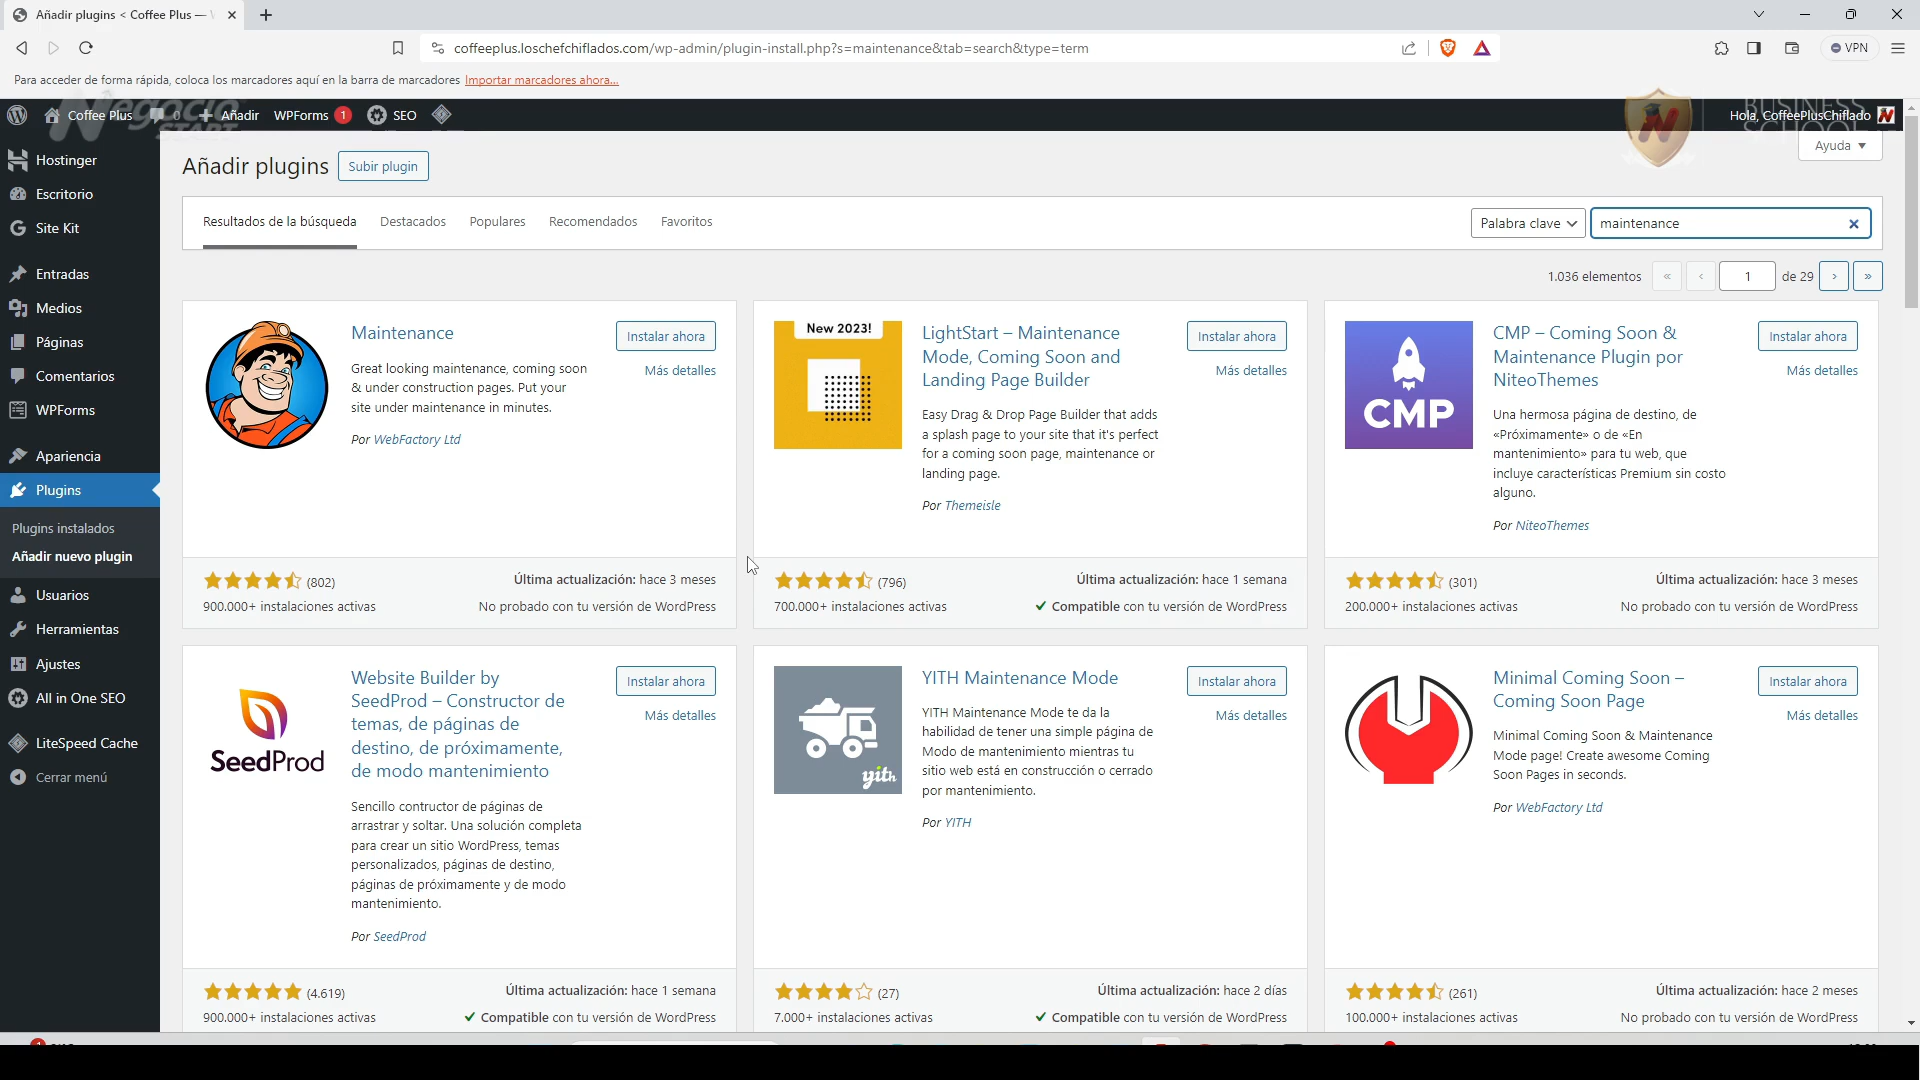 Añadir plugins < Coffee Plus —
coffeeplus.loschefchiflados.com/wp-admin/plugin-install.php?s=maintenance&tab=search&type=term
VPN
Para acceder de forma rápida, coloca los marcadores aquí en la barra de marcadores Importar marcadores ahora...
Coffee Plus 0 Añadir WPForms 1 SEO
Hola, CoffeePlusChiflado
Negocio START
BUSINESS SCHOOL
Ayuda
Hostinger
Escritorio
Site Kit
Entradas
Medios
Páginas
Comentarios
WPForms
Apariencia
Plugins
Plugins instalados
Añadir nuevo plugin
Usuarios
Herramientas
Ajustes
All in One SEO
LiteSpeed Cache
Cerrar menú
Añadir plugins Subir plugin
Resultados de la búsqueda Destacados Populares Recomendados Favoritos
Palabra clave maintenance
1.036 elementos « ‹ 1 de 29 › »
Maintenance
Instalar ahora
Más detalles
Great looking maintenance, coming soon
& under construction pages. Put your
site under maintenance in minutes.
Por WebFactory Ltd
(802)
Última actualización: hace 3 meses
900.000+ instalaciones activas
No probado con tu versión de WordPress
New 2023!
LightStart – Maintenance
Mode, Coming Soon and
Landing Page Builder
Instalar ahora
Más detalles
Easy Drag & Drop Page Builder that adds
a splash page to your site that it's perfect
for a coming soon page, maintenance or
landing page.
Por Themeisle
(796)
Última actualización: hace 1 semana
700.000+ instalaciones activas
Compatible con tu versión de WordPress
CMP
CMP – Coming Soon &
Maintenance Plugin por
NiteoThemes
Instalar ahora
Más detalles
Una hermosa página de destino, de
«Próximamente» o de «En
mantenimiento» para tu web, que
incluye características Premium sin costo
alguno.
Por NiteoThemes
(301)
Última actualización: hace 3 meses
200.000+ instalaciones activas
No probado con tu versión de WordPress
SeedProd
Website Builder by
SeedProd – Constructor de
temas, de páginas de
destino, de próximamente,
de modo mantenimiento
Instalar ahora
Más detalles
Sencillo contructor de páginas de
arrastrar y soltar. Una solución completa
para crear un sitio WordPress, temas
personalizados, páginas de destino,
páginas de próximamente y de modo
mantenimiento.
Por SeedProd
(4.619)
Última actualización: hace 1 semana
900.000+ instalaciones activas
Compatible con tu versión de WordPress
yith
YITH Maintenance Mode
Instalar ahora
Más detalles
YITH Maintenance Mode te da la
habilidad de tener una simple página de
Modo de mantenimiento mientras tu
sitio web está en construcción o cerrado
por mantenimiento.
Por YITH
(27)
Última actualización: hace 2 días
7.000+ instalaciones activas
Compatible con tu versión de WordPress
Minimal Coming Soon –
Coming Soon Page
Instalar ahora
Más detalles
Minimal Coming Soon & Maintenance
Mode page! Create awesome Coming
Soon Pages in seconds.
Por WebFactory Ltd
(261)
Última actualización: hace 2 meses
100.000+ instalaciones activas
No probado con tu versión de WordPress